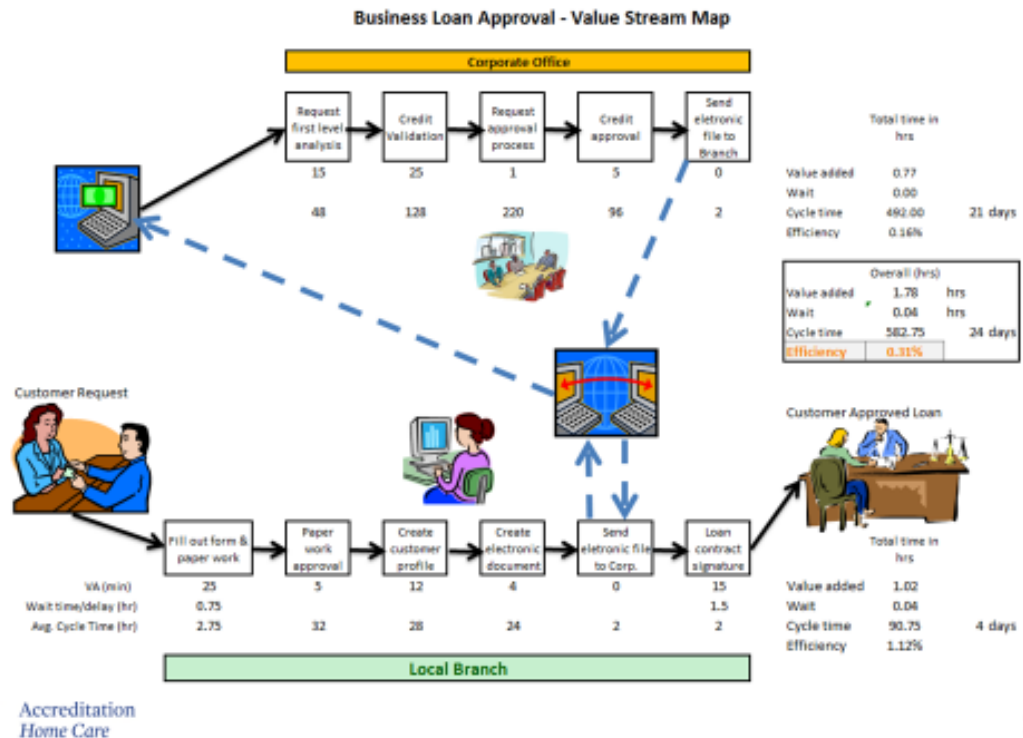 Business Loan Approval - Value Stream Map
Corporate Office
Request first level analysis
Credit Validation
Request approval process
Credit approval
Send eletronic file to Branch
15 25 1 5 0
48 128 220 96 2
Total time in hrs
Value added 0.77
Wait 0.00
Cycle time 492.00 21 days
Efficiency 0.16%
Overall (hrs)
Value added 1.78 hrs
Wait 0.04 hrs
Cycle time 582.75 24 days
Efficiency 0.31%
Customer Request
Customer Approved Loan
Fill out form & paper work
Paper work approval
Create customer profile
Create electronic document
Send eletronic file to Corp.
Loan contract signature
VA (min) 25 5 12 4 0 15
Wait time/delay (hr) 0.75 1.5
Avg. Cycle Time (hr) 2.75 32 28 24 2 2
Total time in hrs
Value added 1.02
Wait 0.04
Cycle time 90.75 4 days
Efficiency 1.12%
Local Branch
Accreditation
Home Care